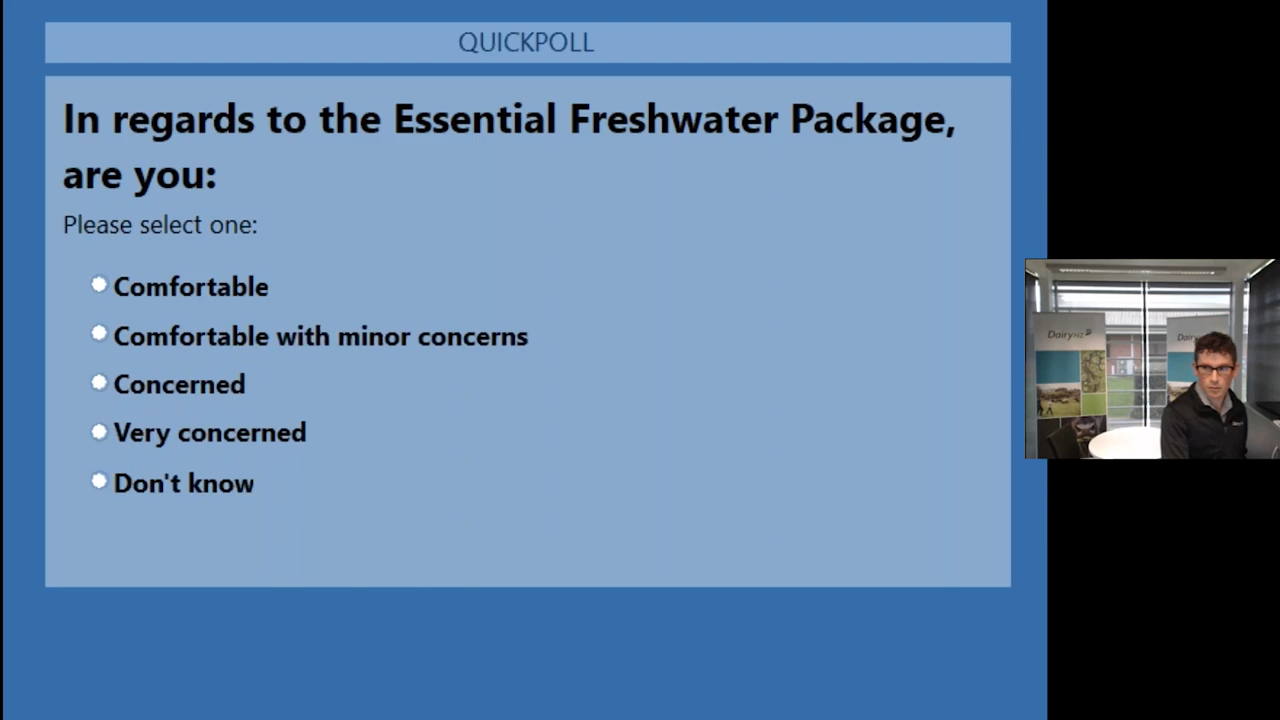 QUICKPOLL
In regards to the Essential Freshwater Package,
are you:
Please select one:
Comfortable
Comfortable with minor concerns
Concerned
Very concerned
Don't know
DairyNZ
Dairy